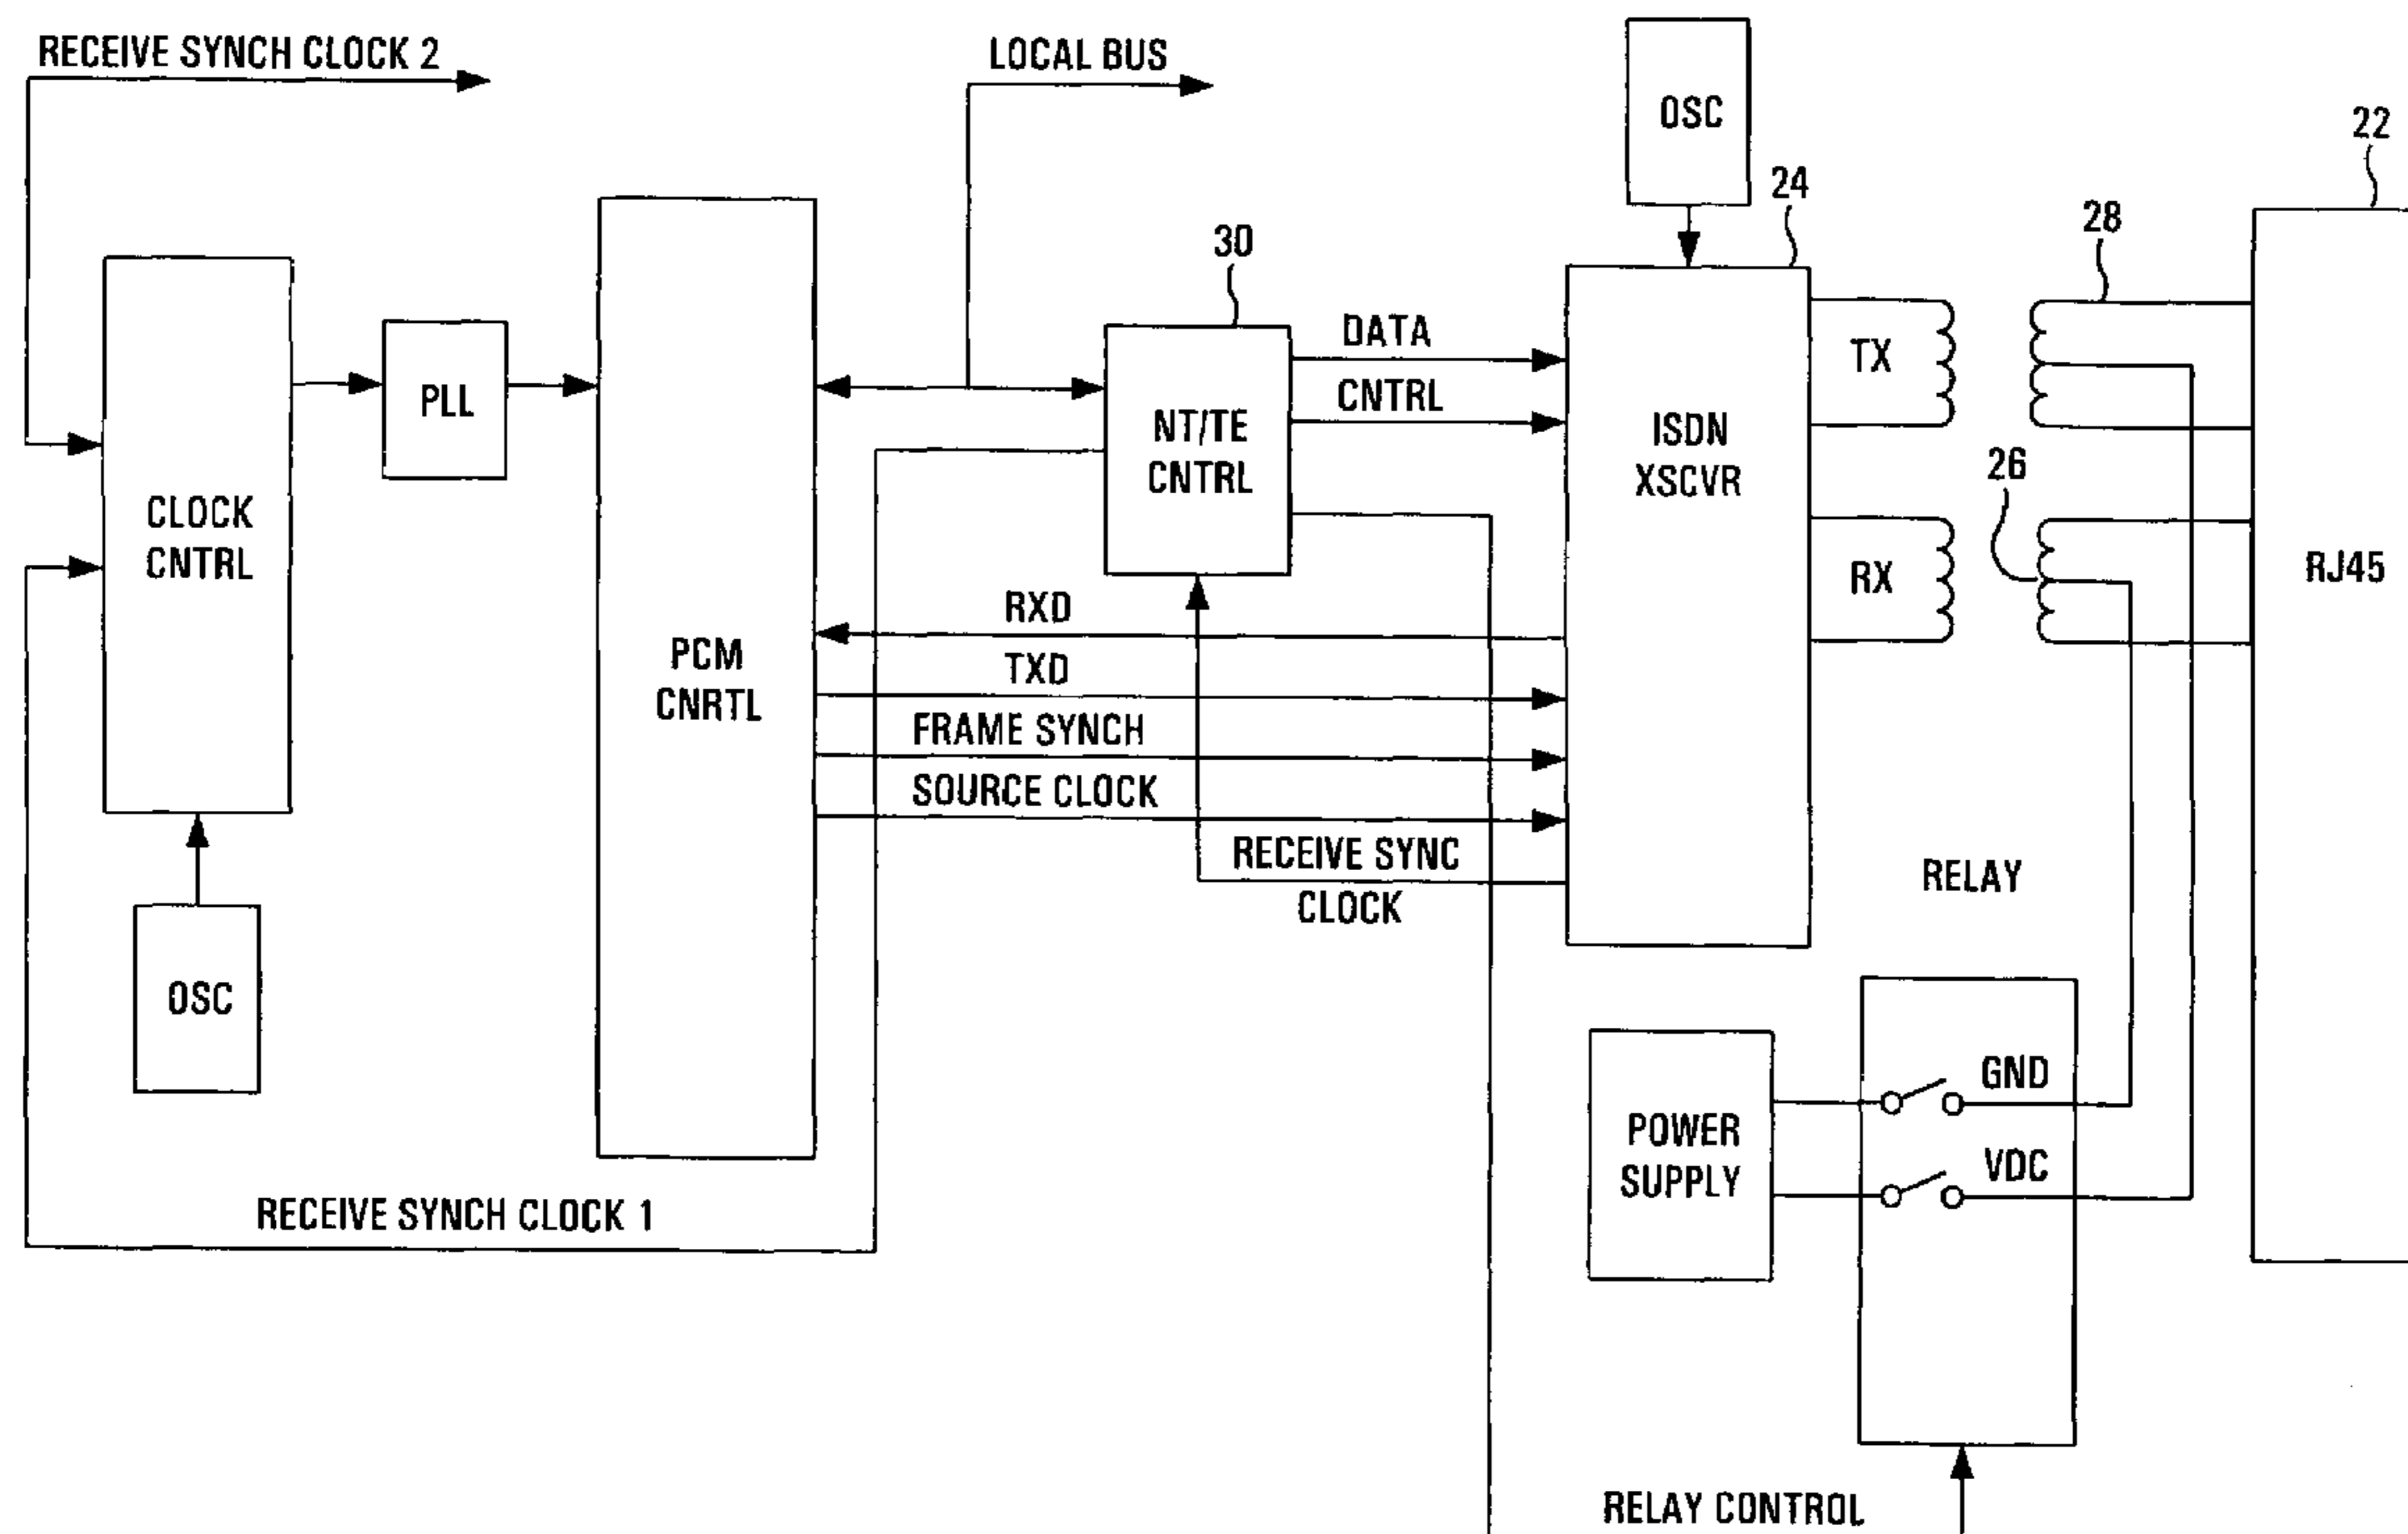 RECEIVE SYNCH CLOCK 2
LOCAL BUS
OSC
22
24
28
30
DATA
TX
PLL
CNTRL
NT/TE
CNTRL
ISDN
XSCVR
26
CLOCK
CNTRL
RX
RJ45
RXD
PCM
CNRTL
TXD
FRAME SYNCH
SOURCE CLOCK
RECEIVE SYNC
CLOCK
RELAY
OSC
GND
POWER
SUPPLY
VDC
RECEIVE SYNCH CLOCK 1
RELAY CONTROL